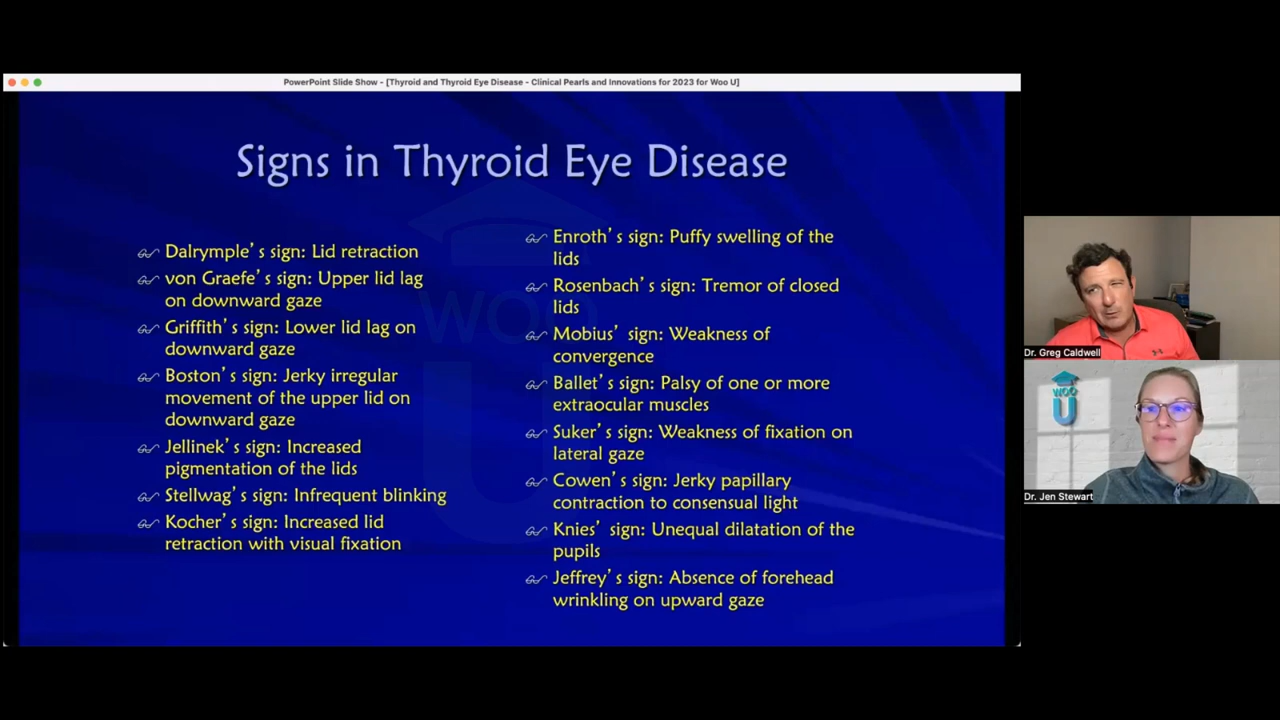 PowerPoint Slide Show - [Thyroid and Thyroid Eye Disease - Clinical Pearls and Innovations for 2023 for Woo U]
Signs in Thyroid Eye Disease
Dalrymple's sign: Lid retraction
von Graefe's sign: Upper lid lag
on downward gaze
Griffith's sign: Lower lid lag on
downward gaze
Boston's sign: Jerky irregular
movement of the upper lid on
downward gaze
Jellinek's sign: Increased
pigmentation of the lids
Stellwag's sign: Infrequent blinking
Kocher's sign: Increased lid
retraction with visual fixation
Enroth's sign: Puffy swelling of the
lids
Rosenbach's sign: Tremor of closed
lids
Mobius' sign: Weakness of
convergence
Ballet's sign: Palsy of one or more
extraocular muscles
Suker's sign: Weakness of fixation on
lateral gaze
Cowen's sign: Jerky papillary
contraction to consensual light
Knies' sign: Unequal dilatation of the
pupils
Jeffrey's sign: Absence of forehead
wrinkling on upward gaze
WOO
U
Dr. Greg Caldwell
WOO
U
Dr. Jen Stewart